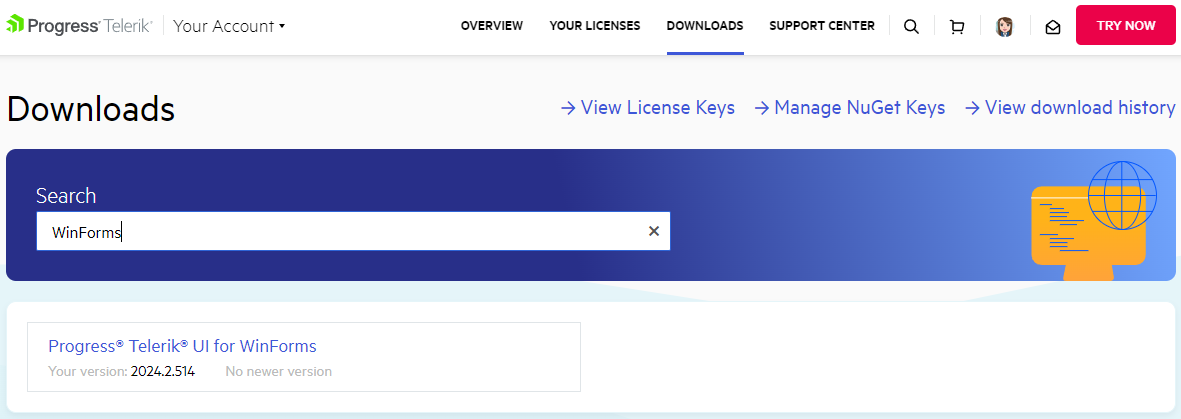 Progress® Telerik® Your Account OVERVIEW YOUR LICENSES DOWNLOADS SUPPORT CENTER TRY NOW
Downloads → View License Keys → Manage NuGet Keys → View download history
Search
WinForms ×
Progress® Telerik® UI for WinForms
Your version: 2024.2.514 No newer version